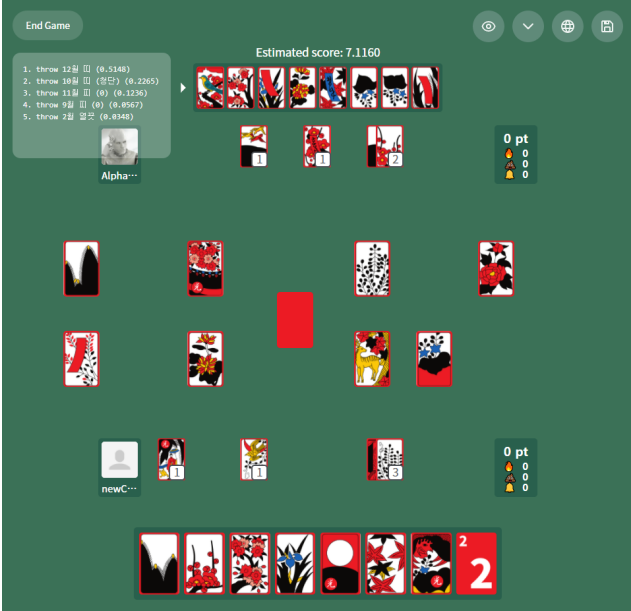 End Game
Estimated score: 7.1160
1. throw 12월 피 (0.5148)
2. throw 10월 피 (청단) (0.2265)
3. throw 11월 피 (0) (0.1236)
4. throw 9월 피 (0) (0.0567)
5. throw 2월 열끗 (0.0348)
Alpha⋯
1
1
2
0 pt
0
0
0
newC⋯
1
1
3
0 pt
0
0
0
2
2